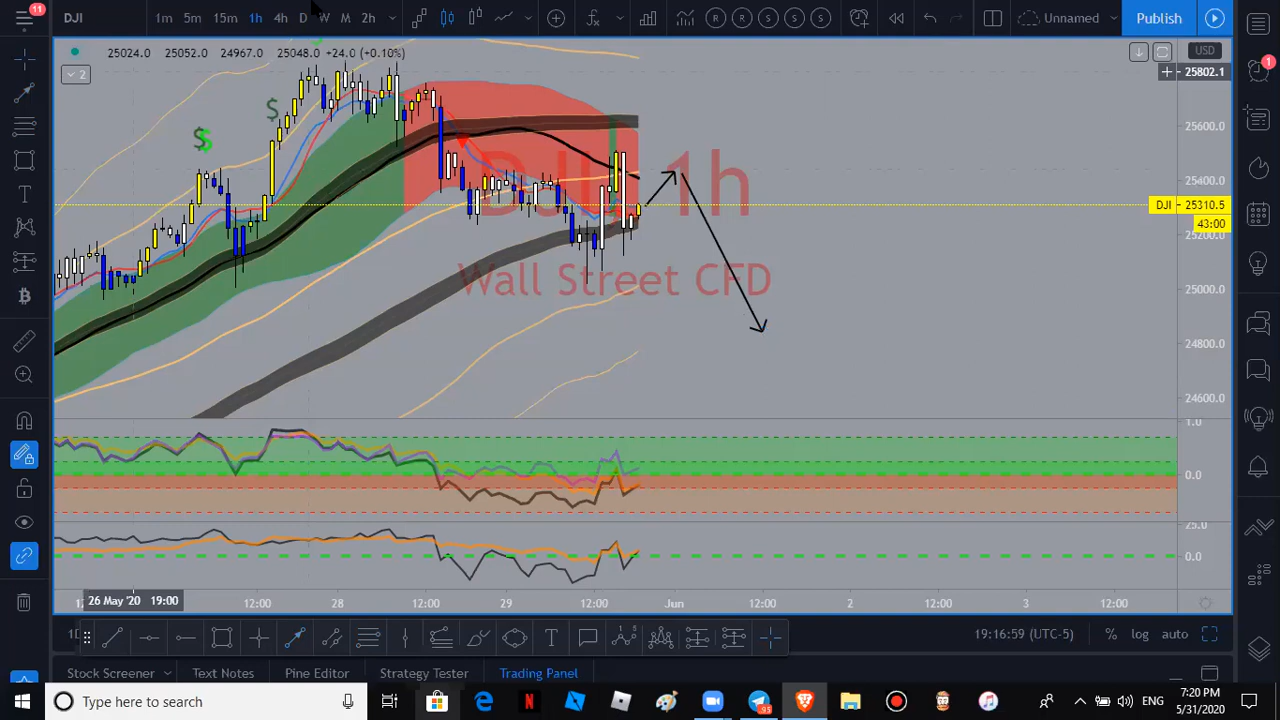 11
DJI
1m 5m 15m 1h 4h D W M 2h
Unnamed
Publish
25024.0 25052.0 24967.0 25048.0 +24.0 (+0.10%)
2
USD
25802.1
1
25600.0
25400.0
DJI 25310.5
43:00
25200.0
25000.0
24800.0
24600.0
DJI 1h
Wall Street CFD
1.0
0.0
25.0
0.0
26 May '20 19:00
12:00 28 12:00 29 12:00 Jun 12:00 2 12:00 3 12:00
19:16:59 (UTC-5) % log auto
Stock Screener Text Notes Pine Editor Strategy Tester Trading Panel
Type here to search
93
ENG
7:20 PM
5/31/2020